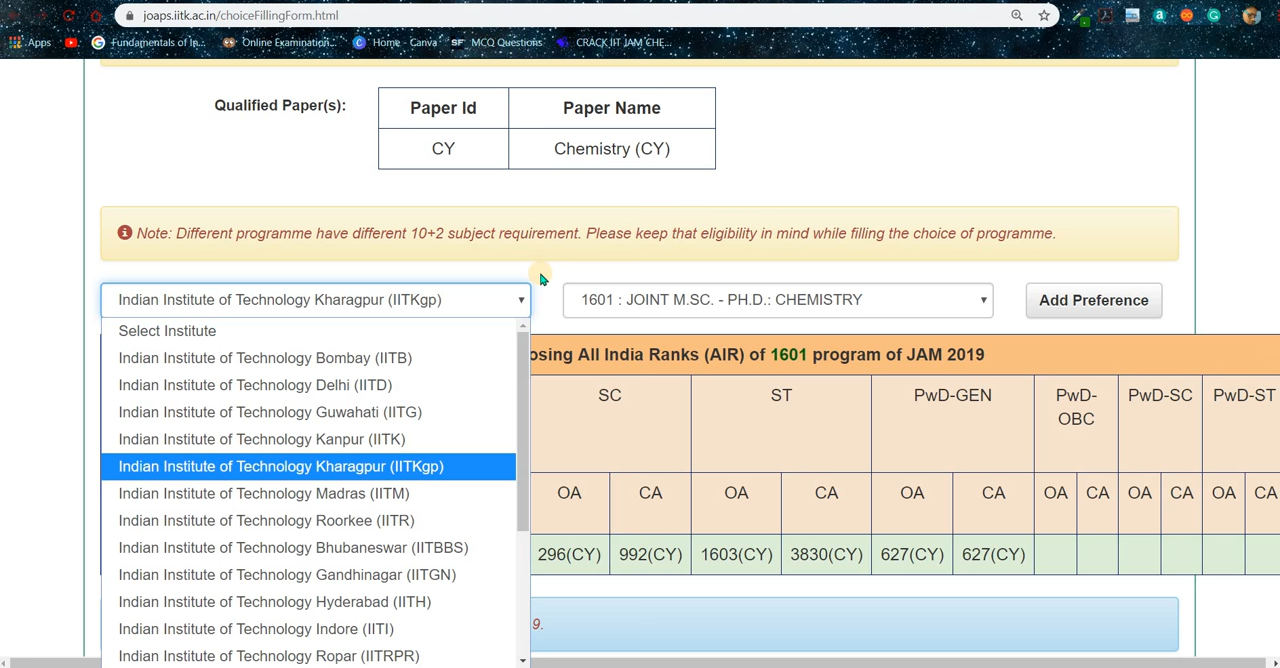 joaps.iitk.ac.in/choiceFillingForm.html
Apps Fundamentals of In... Online Examination... Home - Canva SF MCQ Questions CRACK IIT JAM CHE...
Qualified Paper(s):
Paper Id Paper Name
CY Chemistry (CY)
Note: Different programme have different 10+2 subject requirement. Please keep that eligibility in mind while filling the choice of programme.
Indian Institute of Technology Kharagpur (IITKgp) 1601 : JOINT M.SC. - PH.D.: CHEMISTRY Add Preference
Select Institute
Indian Institute of Technology Bombay (IITB)
Indian Institute of Technology Delhi (IITD)
Indian Institute of Technology Guwahati (IITG)
Indian Institute of Technology Kanpur (IITK)
Indian Institute of Technology Kharagpur (IITKgp)
Indian Institute of Technology Madras (IITM)
Indian Institute of Technology Roorkee (IITR)
Indian Institute of Technology Bhubaneswar (IITBBS)
Indian Institute of Technology Gandhinagar (IITGN)
Indian Institute of Technology Hyderabad (IITH)
Indian Institute of Technology Indore (IITI)
Indian Institute of Technology Ropar (IITRPR)
osing All India Ranks (AIR) of 1601 program of JAM 2019
SC ST PwD-GEN PwD-OBC PwD-SC PwD-ST
OA CA OA CA OA CA OA CA OA CA OA CA
296(CY) 992(CY) 1603(CY) 3830(CY) 627(CY) 627(CY)
9.